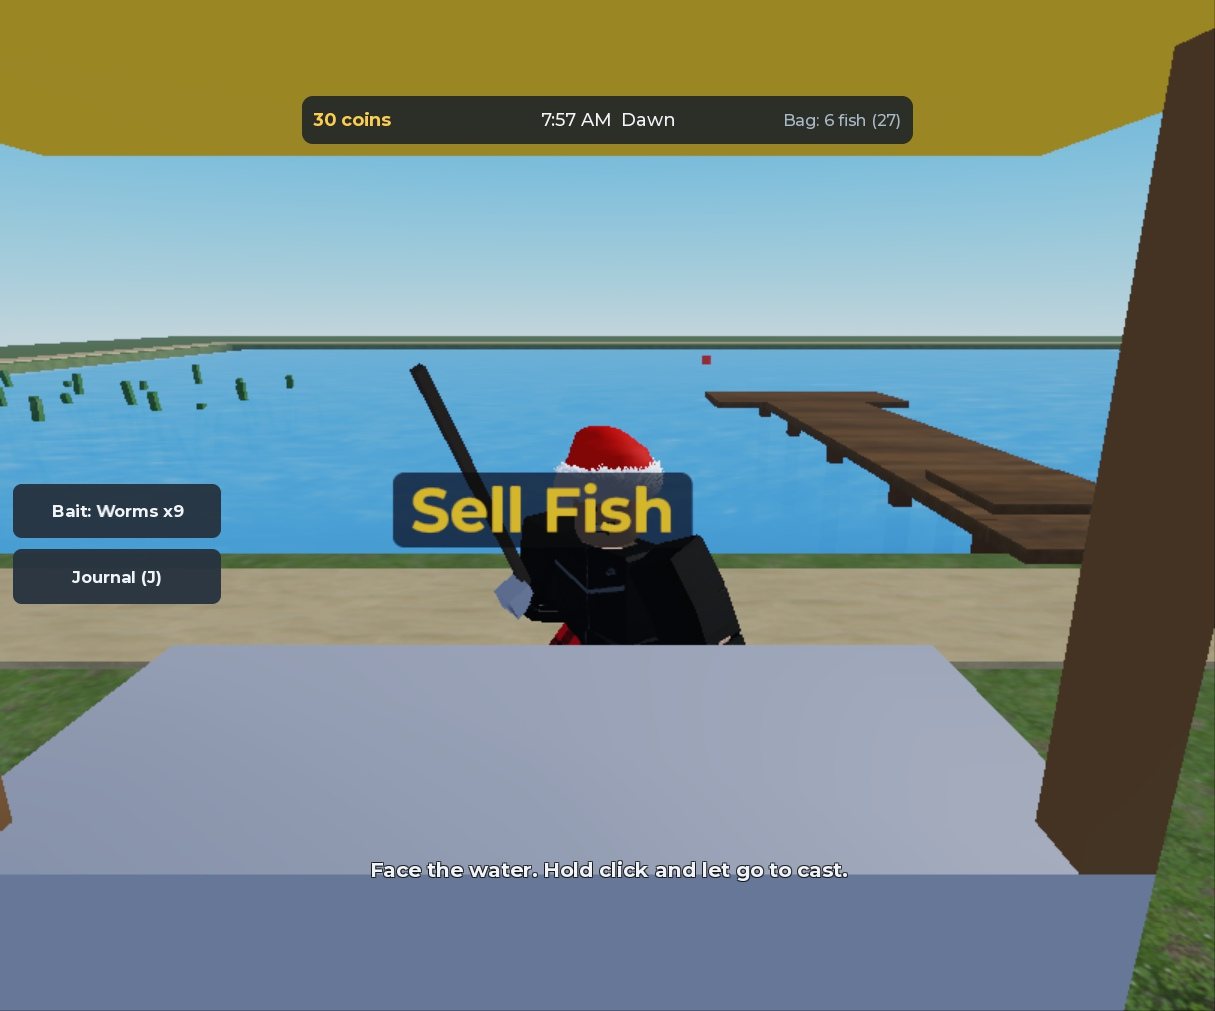 30 coins
7:57 AM Dawn
Bag: 6 fish (27)
Sell Fish
Bait: Worms x9
Journal (J)
Face the water. Hold click and let go to cast.